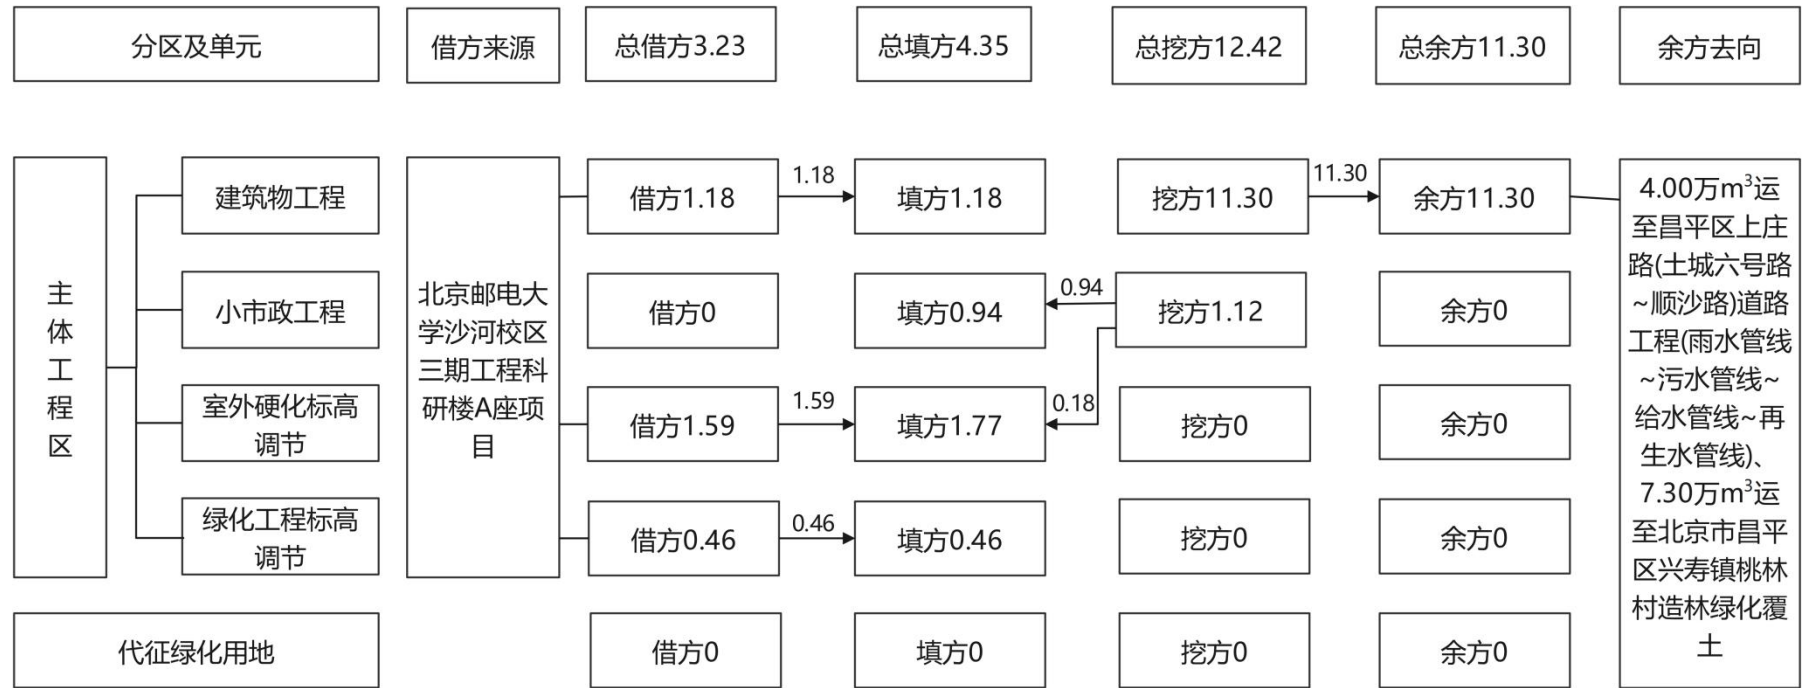 分区及单元
借方来源
总借方3.23
总填方4.35
总挖方12.42
总余方11.30
余方去向
主
体
工
程
区
建筑物工程
小市政工程
室外硬化标高
调节
绿化工程标高
调节
北京邮电大
学沙河校区
三期工程科
研楼A座项
目
借方1.18
1.18
填方1.18
挖方11.30
11.30
余方11.30
借方0
填方0.94
0.94
挖方1.12
余方0
借方1.59
1.59
填方1.77
0.18
挖方0
余方0
借方0.46
0.46
填方0.46
挖方0
余方0
4.00万m³运
至昌平区上庄
路(土城六号路
~顺沙路)道路
工程(雨水管线
~污水管线~
给水管线~再
生水管线)、
7.30万m³运
至北京市昌平
区兴寿镇桃林
村造林绿化覆
土
代征绿化用地
借方0
填方0
挖方0
余方0